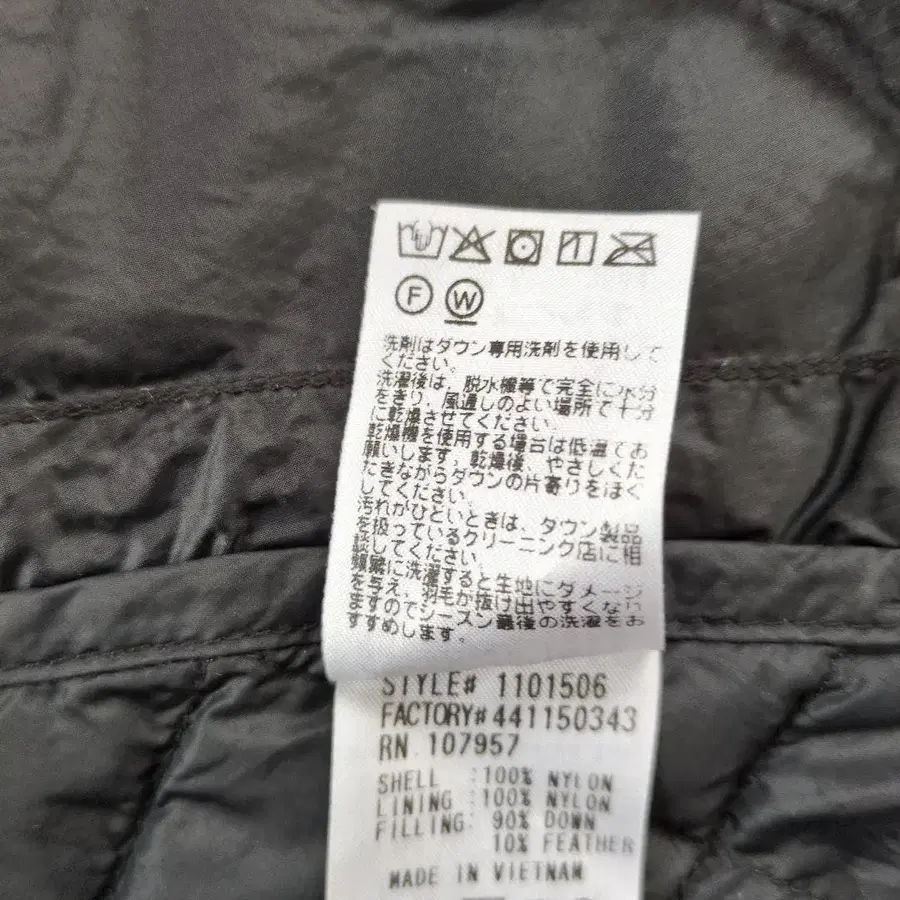 F W
洗剤はダウン専用洗剤を使用して
ください。
洗濯後は、脱水機等で完全に水分
をきり、風通しのよい場所で十分
に乾燥させてください。
乾燥機を使用する場合は低温でお
願いします。乾燥後、やさしくた
たきながらダウンの片寄りをほぐ
してください。
汚れがひどいときは、ダウン製品
を扱っているクリーニング店に相
談してください。
頻繁に洗濯すると生地にダメージ
を与え、羽毛が抜け出やすくなり
ますのでシーズン最後の洗濯をお
すすめします。
STYLE# 1101506
FACTORY#441150343
RN 107957
SHELL :100% NYLON
LINING :100% NYLON
FILLING: 90% DOWN
10% FEATHER
MADE IN VIETNAM